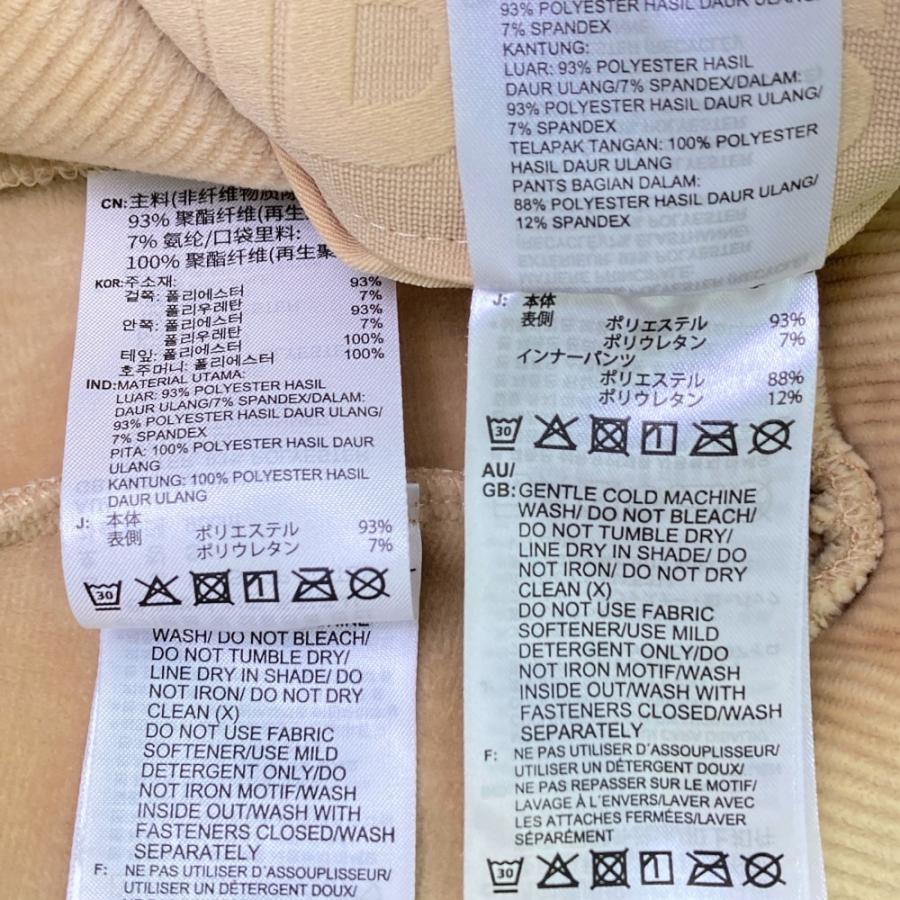 CN: 主料(非纤维物质除
93% 聚酯纤维(再生
7% 氨纶/口袋里料:
100% 聚酯纤维(再生聚
KOR: 주소재:
겉쪽: 폴리에스터 93%
폴리우레탄 7%
안쪽: 폴리에스터 93%
폴리우레탄 7%
테잎: 폴리에스터 100%
호주머니: 폴리에스터 100%
IND: MATERIAL UTAMA:
LUAR: 93% POLYESTER HASIL
DAUR ULANG/7% SPANDEX/DALAM:
93% POLYESTER HASIL DAUR ULANG/
7% SPANDEX
PITA: 100% POLYESTER HASIL DAUR
ULANG
KANTUNG: 100% POLYESTER HASIL
DAUR ULANG
J: 本体
表側 ポリエステル 93%
ポリウレタン 7%
30
WASH/ DO NOT BLEACH/
DO NOT TUMBLE DRY/
LINE DRY IN SHADE/ DO
NOT IRON/ DO NOT DRY
CLEAN (X)
DO NOT USE FABRIC
SOFTENER/USE MILD
DETERGENT ONLY/DO
NOT IRON MOTIF/WASH
INSIDE OUT/WASH WITH
FASTENERS CLOSED/WASH
SEPARATELY
F: NE PAS UTILISER D'ASSOUPLISSEUR/
UTILISER UN DÉTERGENT DOUX/
93% POLYESTER HASIL DAUR ULANG/
7% SPANDEX
KANTUNG:
LUAR: 93% POLYESTER HASIL
DAUR ULANG/7% SPANDEX/DALAM:
93% POLYESTER HASIL DAUR ULANG/
7% SPANDEX
TELAPAK TANGAN: 100% POLYESTER
HASIL DAUR ULANG
PANTS BAGIAN DALAM:
88% POLYESTER HASIL DAUR ULANG/
12% SPANDEX
J: 本体
表側 ポリエステル 93%
ポリウレタン 7%
インナーパンツ
ポリエステル 88%
ポリウレタン 12%
30
AU/
GB: GENTLE COLD MACHINE
WASH/ DO NOT BLEACH/
DO NOT TUMBLE DRY/
LINE DRY IN SHADE/ DO
NOT IRON/ DO NOT DRY
CLEAN (X)
DO NOT USE FABRIC
SOFTENER/USE MILD
DETERGENT ONLY/DO
NOT IRON MOTIF/WASH
INSIDE OUT/WASH WITH
FASTENERS CLOSED/WASH
SEPARATELY
F: NE PAS UTILISER D'ASSOUPLISSEUR/
UTILISER UN DÉTERGENT DOUX/
NE PAS REPASSER SUR LE MOTIF/
LAVAGE À L'ENVERS/LAVER AVEC
LES ATTACHES FERMÉES/LAVER
SÉPARÉMENT
30